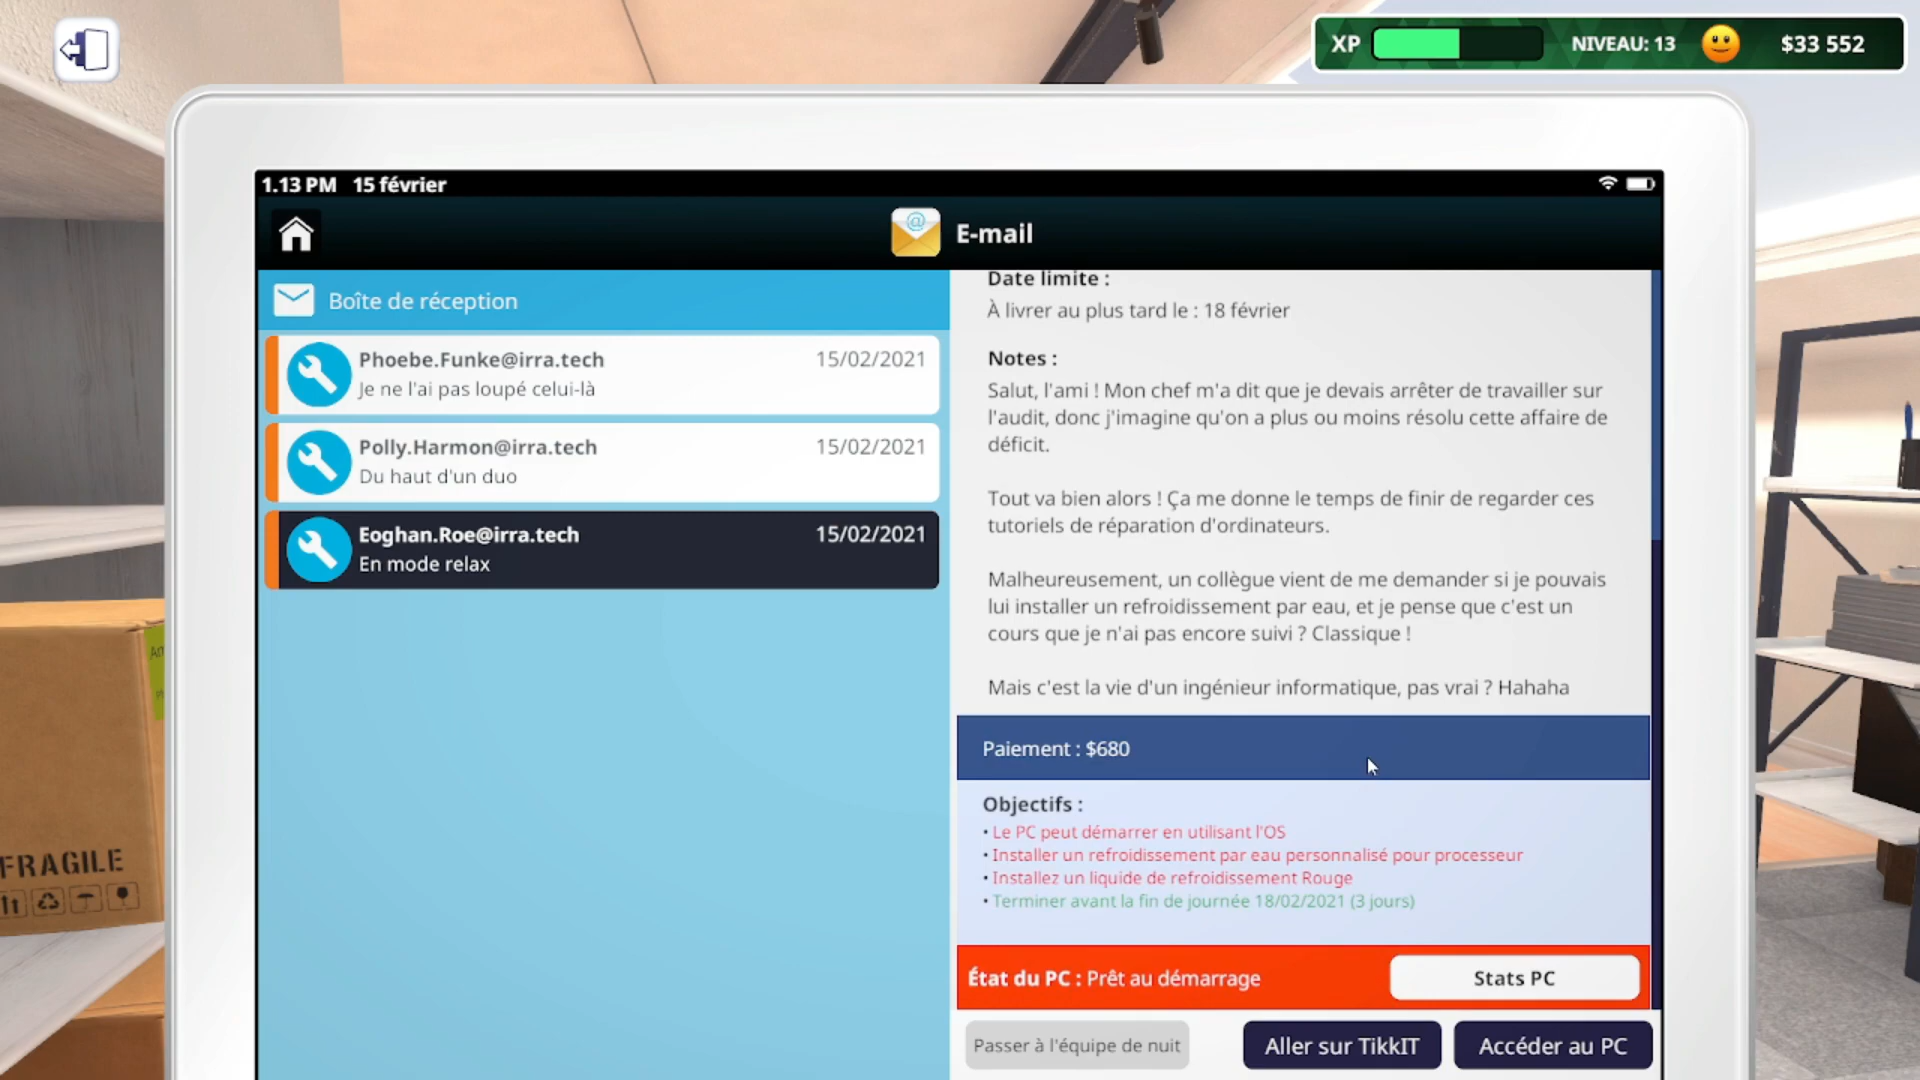 XP
NIVEAU: 13
$33 552
1.13 PM 15 février
E-mail
Boîte de réception
Phoebe.Funke@irra.tech 15/02/2021
Je ne l'ai pas loupé celui-là
Polly.Harmon@irra.tech 15/02/2021
Du haut d'un duo
Eoghan.Roe@irra.tech 15/02/2021
En mode relax
Date limite :
À livrer au plus tard le : 18 février
Notes :
Salut, l'ami ! Mon chef m'a dit que je devais arrêter de travailler sur
l'audit, donc j'imagine qu'on a plus ou moins résolu cette affaire de
déficit.
Tout va bien alors ! Ça me donne le temps de finir de regarder ces
tutoriels de réparation d'ordinateurs.
Malheureusement, un collègue vient de me demander si je pouvais
lui installer un refroidissement par eau, et je pense que c'est un
cours que je n'ai pas encore suivi ? Classique !
Mais c'est la vie d'un ingénieur informatique, pas vrai ? Hahaha
Paiement : $680
Objectifs :
• Le PC peut démarrer en utilisant l'OS
• Installer un refroidissement par eau personnalisé pour processeur
• Installez un liquide de refroidissement Rouge
• Terminer avant la fin de journée 18/02/2021 (3 jours)
État du PC : Prêt au démarrage
Stats PC
Passer à l'équipe de nuit
Aller sur TikkIT
Accéder au PC
FRAGILE